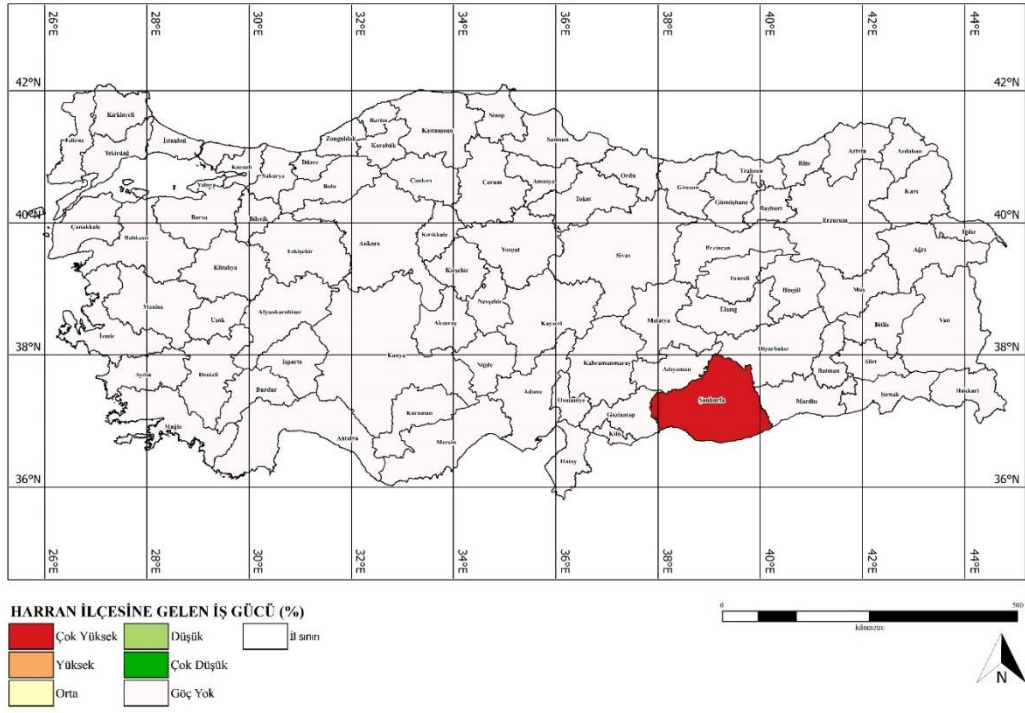 26°E 28°E 30°E 32°E 34°E 36°E 38°E 40°E 42°E 44°E
42°N 42°N
Kırklareli
Edirne
Tekirdağ
İstanbul
Kocaeli
Yalova
Sakarya
Düzce
Zonguldak
Bartın
Karabük
Kastamonu
Sinop
Samsun
Bolu
Çankırı
Çorum
Amasya
Tokat
Ordu
Giresun
Trabzon
Gümüşhane
Bayburt
Rize
Artvin
Ardahan
Kars
Erzurum
Iğdır
Ağrı
40°N 40°N
Çanakkale
Balıkesir
Bursa
Bilecik
Eskişehir
Ankara
Kırıkkale
Kırşehir
Yozgat
Sivas
Erzincan
Tunceli
Bingöl
Muş
Bitlis
Van
Kütahya
Manisa
Uşak
Afyonkarahisar
İzmir
Aksaray
Nevşehir
Kayseri
Malatya
Elazığ
Diyarbakır
38°N 38°N
Aydın
Denizli
Isparta
Burdur
Konya
Niğde
Kahramanmaraş
Adıyaman
Batman
Siirt
Şırnak
Hakkari
Mardin
Şanlıurfa
Gaziantep
Kilis
Osmaniye
Adana
Hatay
Mersin
Karaman
Antalya
Muğla
36°N 36°N
26°E 28°E 30°E 32°E 34°E 36°E 38°E 40°E 42°E 44°E
HARRAN İLÇESİNE GELEN İŞ GÜCÜ (%)
Çok Yüksek Düşük İl sınırı
Yüksek Çok Düşük
Orta Göç Yok
0 500
kilometre
N